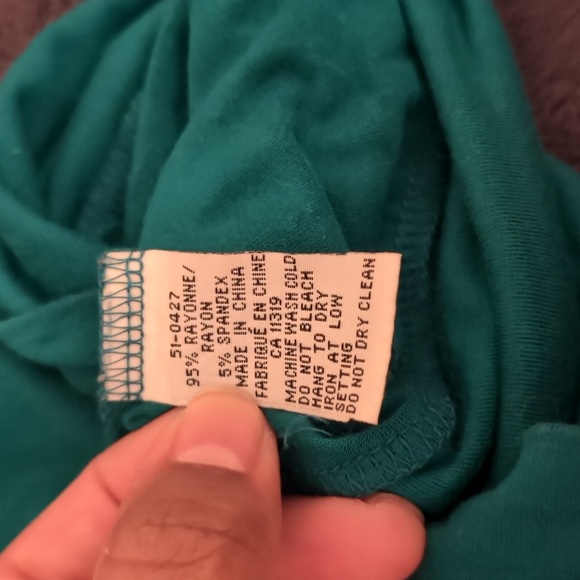 51-0427
95% RAYONNE/
RAYON
5% SPANDEX
MADE IN CHINA
FABRIQUÉ EN CHINE
CA 11319
MACHINE WASH COLD
DO NOT BLEACH
HANG TO DRY
IRON AT LOW
SETTING
DO NOT DRY CLEAN